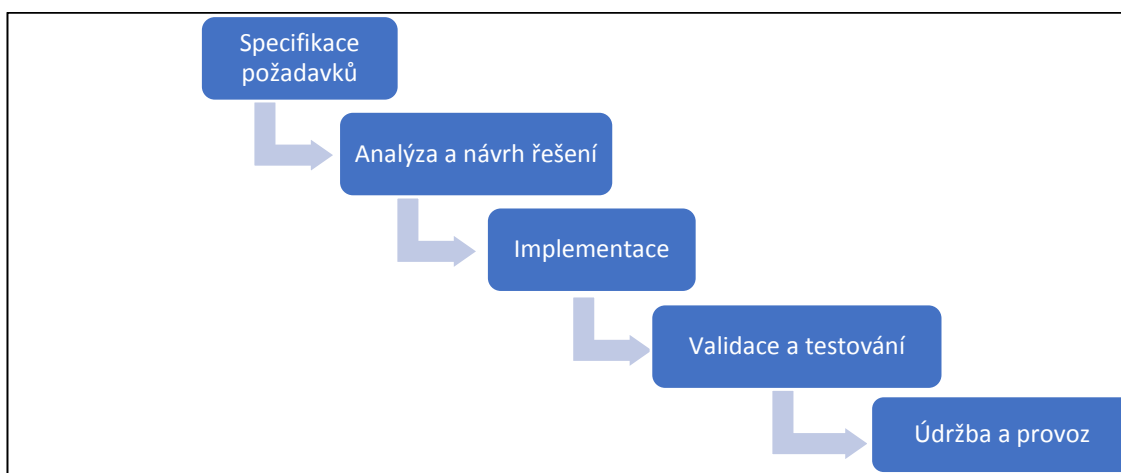 Specifikace
požadavků
Analýza a návrh řešení
Implementace
Validace a testování
Údržba a provoz